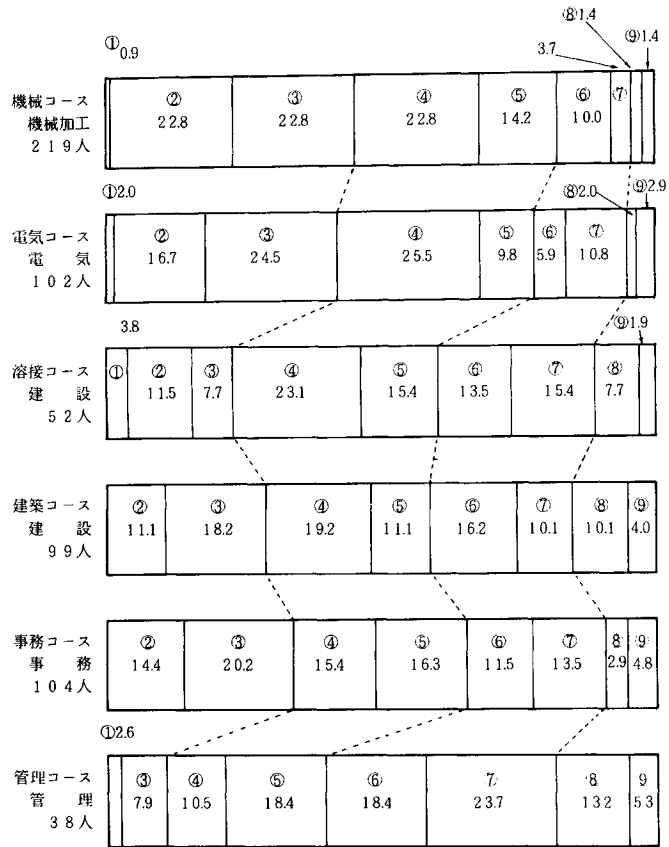 ⑧1.4
①0.9 3.7 ⑨1.4
機械コース ② ③ ④ ⑤ ⑥ ⑦
機械加工 22.8 22.8 22.8 14.2 10.0
219人
①2.0 ⑧2.0 ⑨2.9
電気コース ② ③ ④ ⑤ ⑥ ⑦
電気 16.7 24.5 25.5 9.8 5.9 10.8
102人
3.8 ⑨1.9
溶接コース ① ② ③ ④ ⑤ ⑥ ⑦ ⑧
建設 11.5 7.7 23.1 15.4 13.5 15.4 7.7
52人
建築コース ② ③ ④ ⑤ ⑥ ⑦ ⑧ ⑨
建設 11.1 18.2 19.2 11.1 16.2 10.1 10.1 4.0
99人
事務コース ② ③ ④ ⑤ ⑥ ⑦ 8 9
事務 14.4 20.2 15.4 16.3 11.5 13.5 2.9 4.8
104人
①2.6
管理コース ③ ④ ⑤ ⑥ 7 8 9
管理 7.9 10.5 18.4 18.4 23.7 13.2 5.3
38人